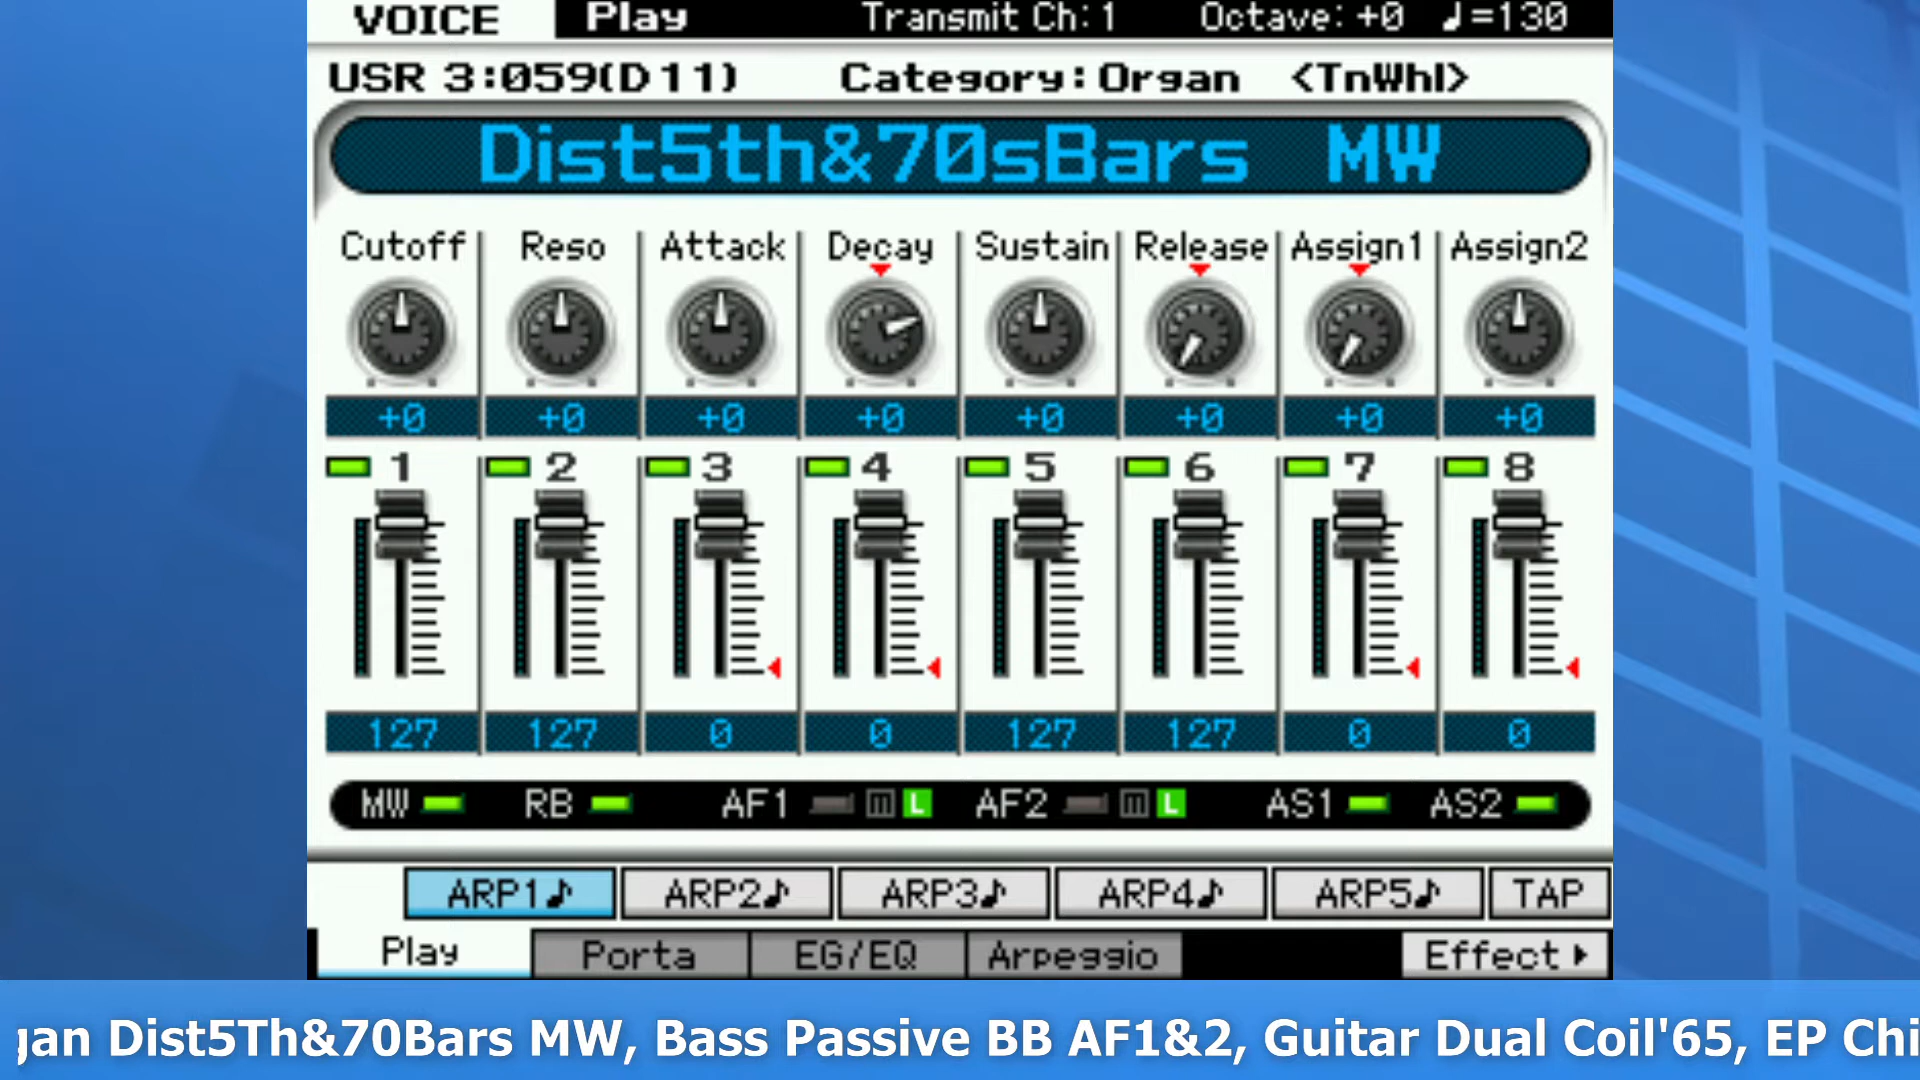 VOICE Play Transmit Ch: 1 Octave: +0 ♩=130
USR 3:059(D11) Category:Organ <TnWhl>
Dist5th&70sBars MW
Cutoff Reso Attack Decay Sustain Release Assign1 Assign2
+0 +0 +0 +0 +0 +0 +0 +0
1 2 3 4 5 6 7 8
127 127 0 0 127 127 0 0
MW RB AF1 m L AF2 m L AS1 AS2
ARP1♪ ARP2♪ ARP3♪ ARP4♪ ARP5♪ TAP
Play Porta EG/EQ Arpeggio Effect
gan Dist5Th&70Bars MW, Bass Passive BB AF1&2, Guitar Dual Coil'65, EP Chi